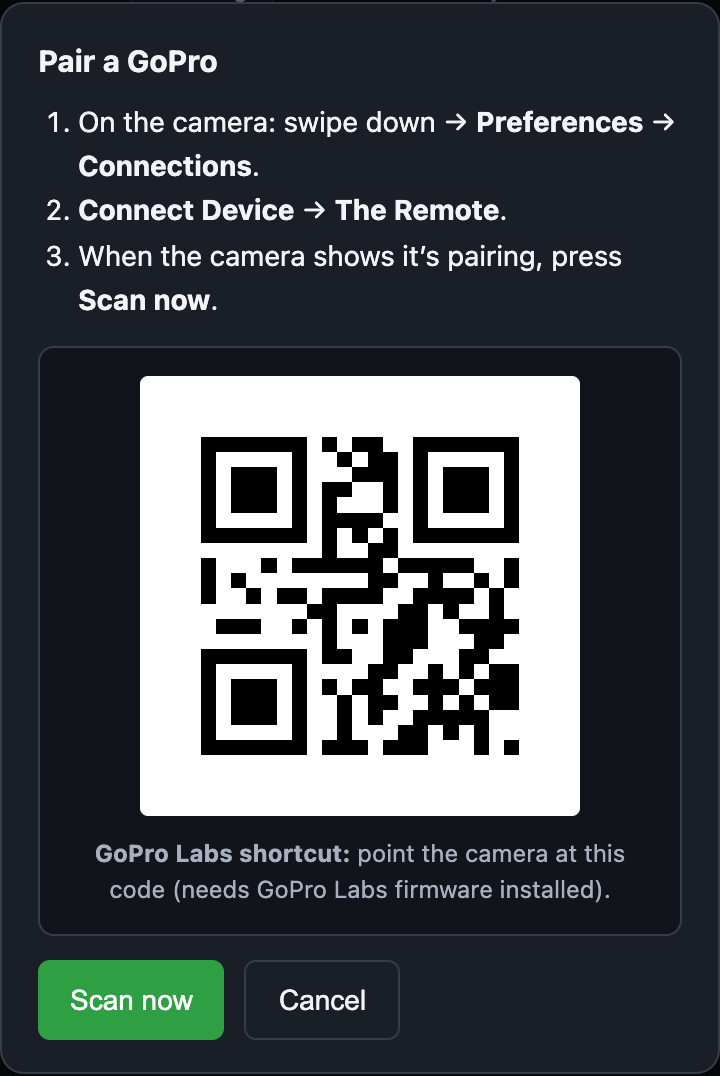 Pair a GoPro
1. On the camera: swipe down → Preferences →
Connections.
2. Connect Device → The Remote.
3. When the camera shows it’s pairing, press
Scan now.
GoPro Labs shortcut: point the camera at this
code (needs GoPro Labs firmware installed).
Scan now
Cancel